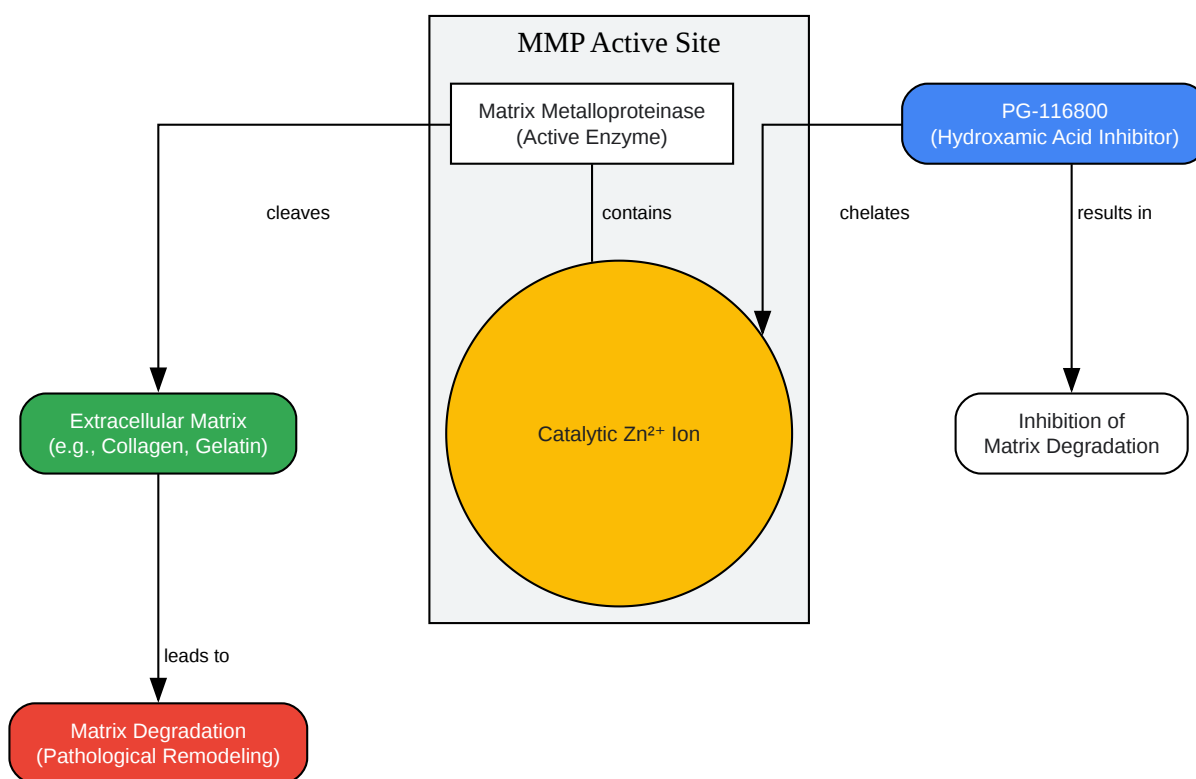 MMP Active Site
Matrix Metalloproteinase
(Active Enzyme)
PG-116800
(Hydroxamic Acid Inhibitor)
cleaves
contains
chelates
results in
Extracellular Matrix
(e.g., Collagen, Gelatin)
Catalytic Zn²⁺ Ion
Inhibition of
Matrix Degradation
leads to
Matrix Degradation
(Pathological Remodeling)